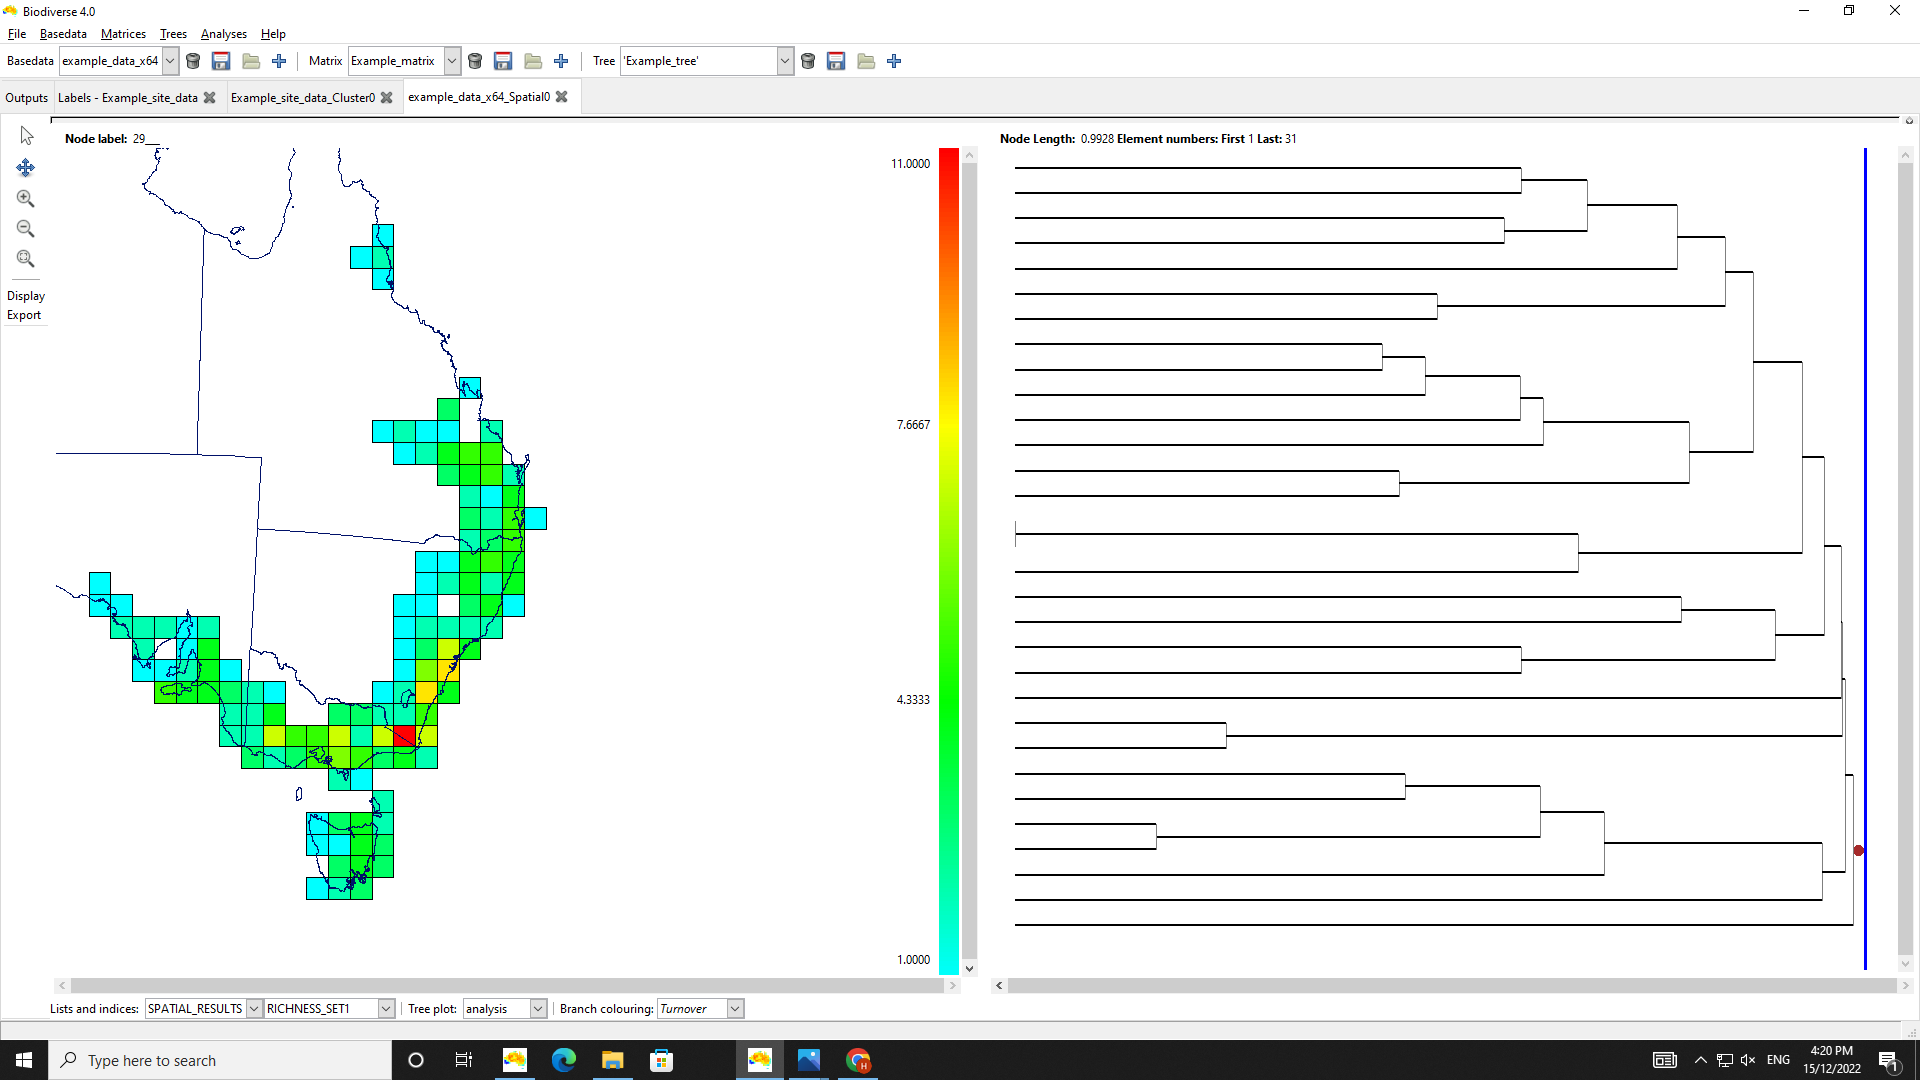 Biodiverse 4.0
File Basedata Matrices Trees Analyses Help
Basedata example_data_x64 Matrix Example_matrix Tree 'Example_tree'
Outputs Labels - Example_site_data Example_site_data_Cluster0 example_data_x64_Spatial0
Node label: 29___
Node Length: 0.9928 Element numbers: First 1 Last: 31
11.0000
7.6667
4.3333
1.0000
Display
Export
Lists and indices: SPATIAL_RESULTS RICHNESS_SET1 Tree plot: analysis Branch colouring: Turnover
Type here to search
H
ENG
4:20 PM
15/12/2022
1